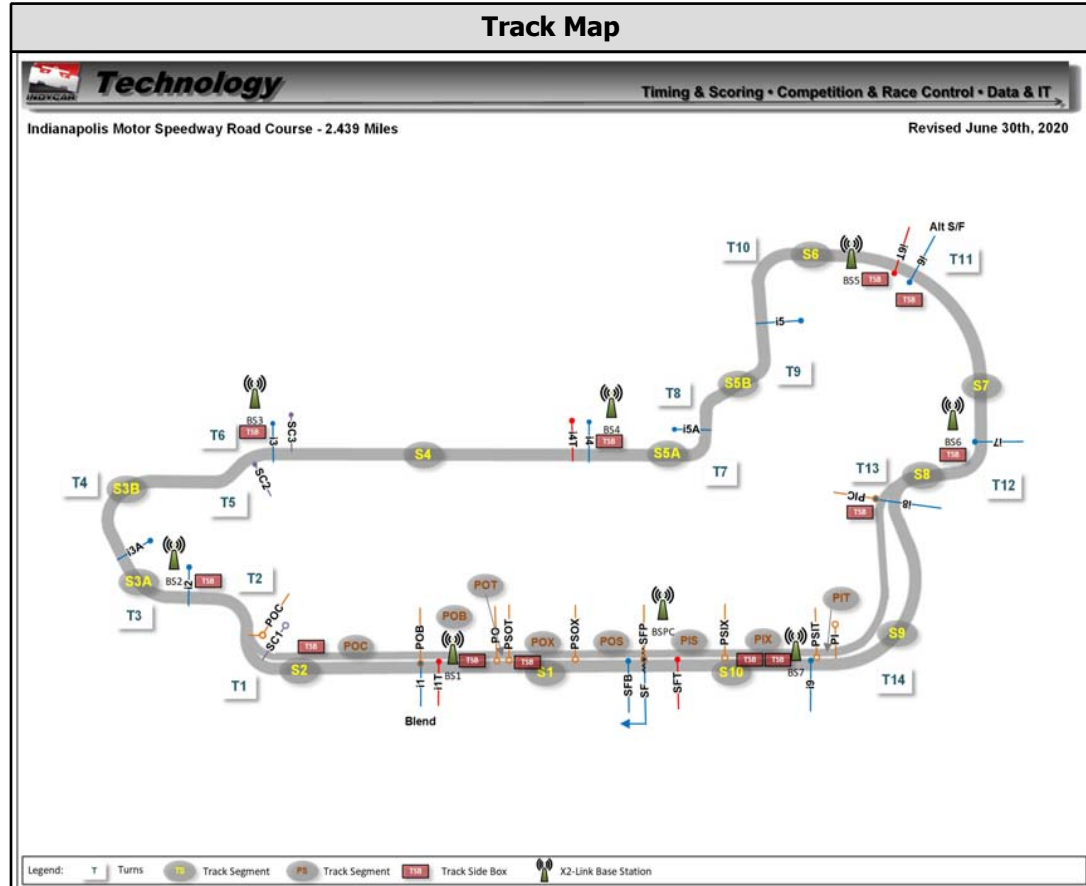 Track Map
INDYCAR
Technology
Timing & Scoring • Competition & Race Control • Data & IT
Indianapolis Motor Speedway Road Course - 2.439 Miles
Revised June 30th, 2020
Alt S/F
T10
S6
BS5
TSB
i6T
i6
TSB
T11
i5
T9
S5B
T8
S7
BS3
TSB
T6
i3
SC3
BS4
i4T
i4
TSB
i5A
BS6
TSB
i7
S4
S5A
T7
T13
S8
T12
T4
S3B
T5
SC2
PIC
i8
TSB
i3A
S3A
BS2
i2
TSB
T2
T3
POT
PIT
POC
SC1
POB
POB
PO
PSOT
PSOX
SFP
BSPC
PSIX
PSIT
PI
S9
TSB
POC
BS1
TSB
POX
TSB
POS
PIS
PIX
TSB
TSB
BS7
T1
S2
i1
i1T
S1
SFB
SF
SFT
S10
i9
T14
Blend
Legend:
T
Turns
TS
Track Segment
PS
Track Segment
TSB
Track Side Box
X2-Link Base Station